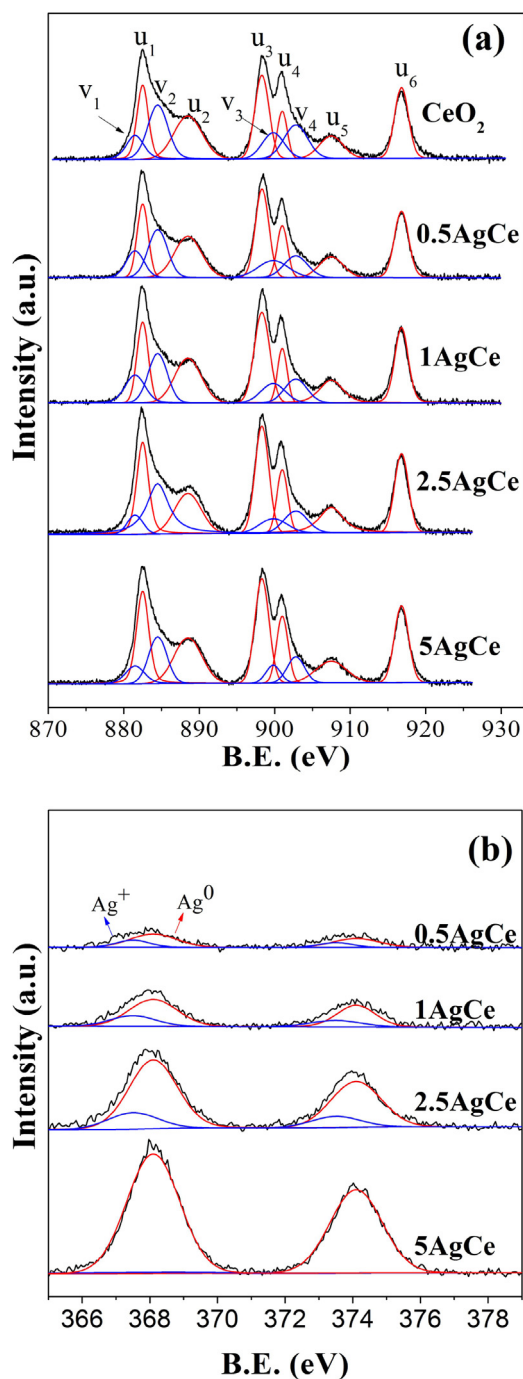 (a)
u1
u3
u4
u6
v1
v2
u2
v3
v4
u5
CeO2
0.5AgCe
1AgCe
2.5AgCe
5AgCe
Intensity (a.u.)
870 880 890 900 910 920 930
B.E. (eV)
(b)
Ag+
Ag0
0.5AgCe
1AgCe
2.5AgCe
5AgCe
Intensity (a.u.)
366 368 370 372 374 376 378
B.E. (eV)